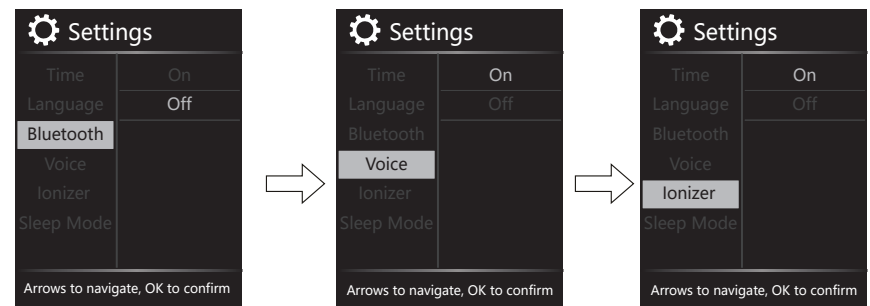 Settings
Time
On
Language
Off
Bluetooth
Voice
Ionizer
Sleep Mode
Arrows to navigate, OK to confirm
Settings
Time
On
Language
Off
Bluetooth
Voice
Ionizer
Sleep Mode
Arrows to navigate, OK to confirm
Settings
Time
On
Language
Off
Bluetooth
Voice
Ionizer
Sleep Mode
Arrows to navigate, OK to confirm